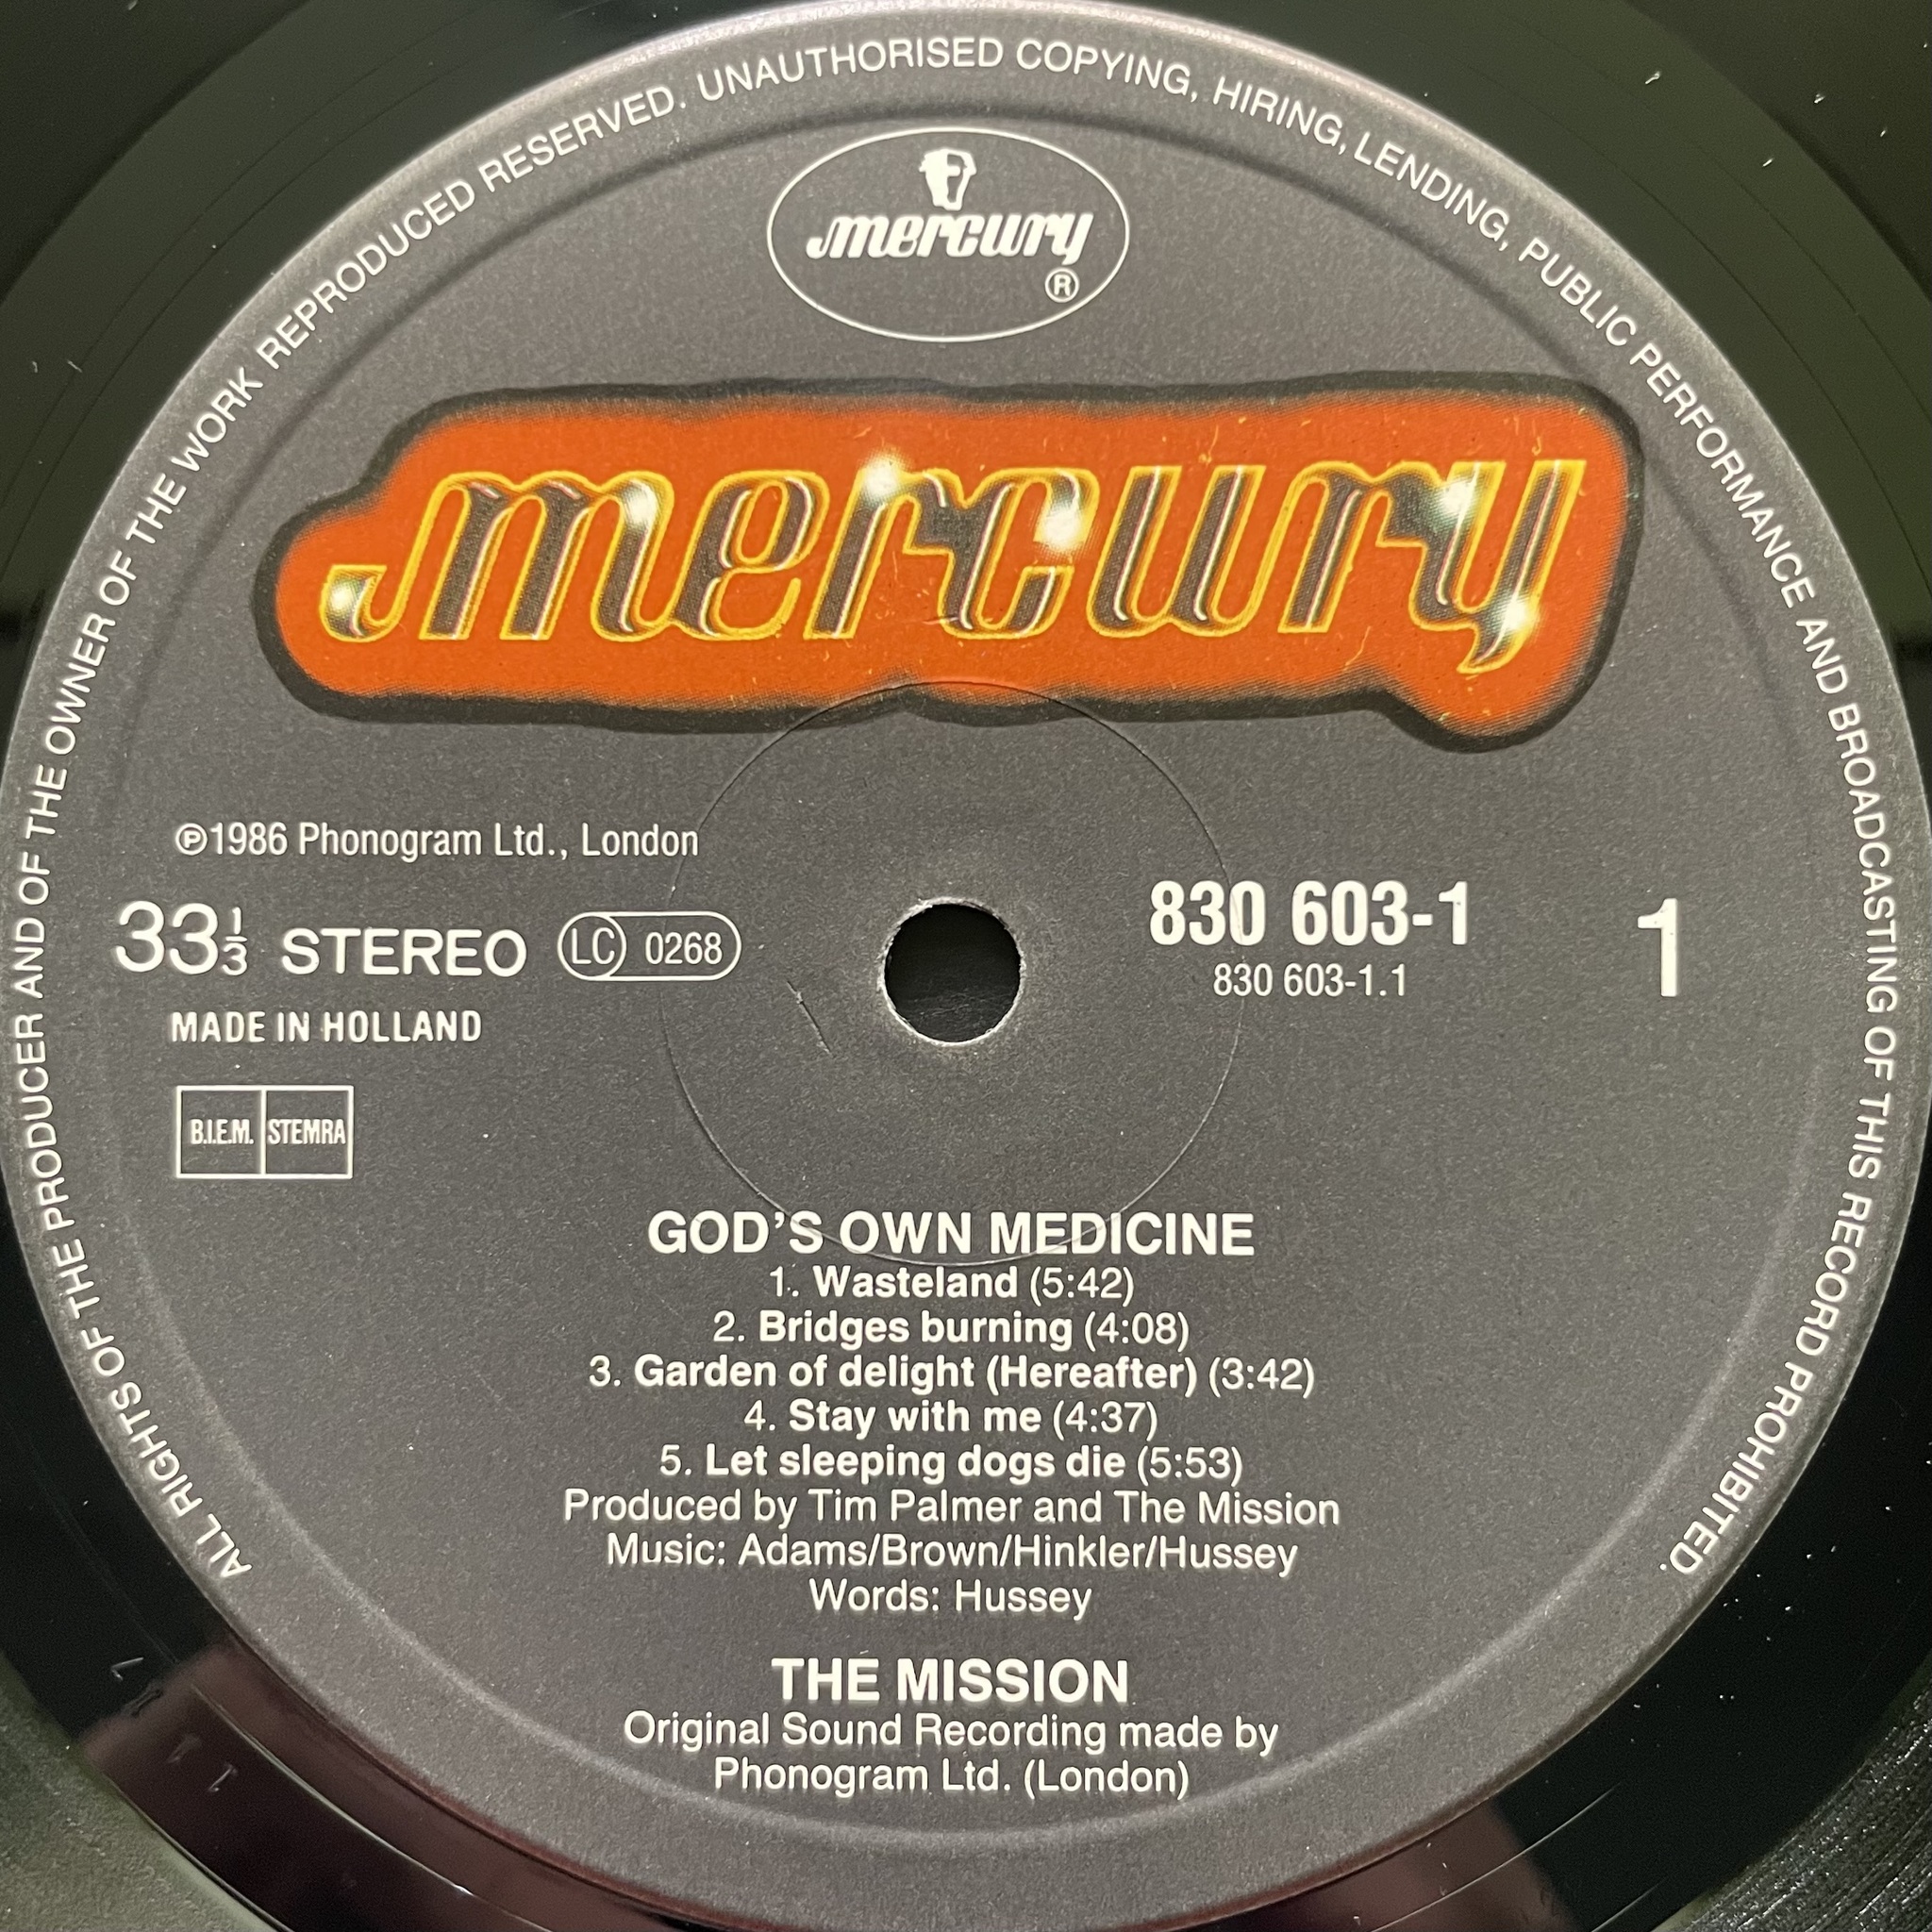 ALL RIGHTS OF THE PRODUCER AND OF THE OWNER OF THE WORK REPRODUCED RESERVED. UNAUTHORISED COPYING, HIRING, LENDING, PUBLIC PERFORMANCE AND BROADCASTING OF THIS RECORD PROHIBITED.
mercury
®
mercury
℗1986 Phonogram Ltd., London
33⅓ STEREO LC 0268
MADE IN HOLLAND
B.I.E.M. STEMRA
830 603-1
830 603-1.1
1
GOD'S OWN MEDICINE
1. Wasteland (5:42)
2. Bridges burning (4:08)
3. Garden of delight (Hereafter) (3:42)
4. Stay with me (4:37)
5. Let sleeping dogs die (5:53)
Produced by Tim Palmer and The Mission
Music: Adams/Brown/Hinkler/Hussey
Words: Hussey
THE MISSION
Original Sound Recording made by
Phonogram Ltd. (London)